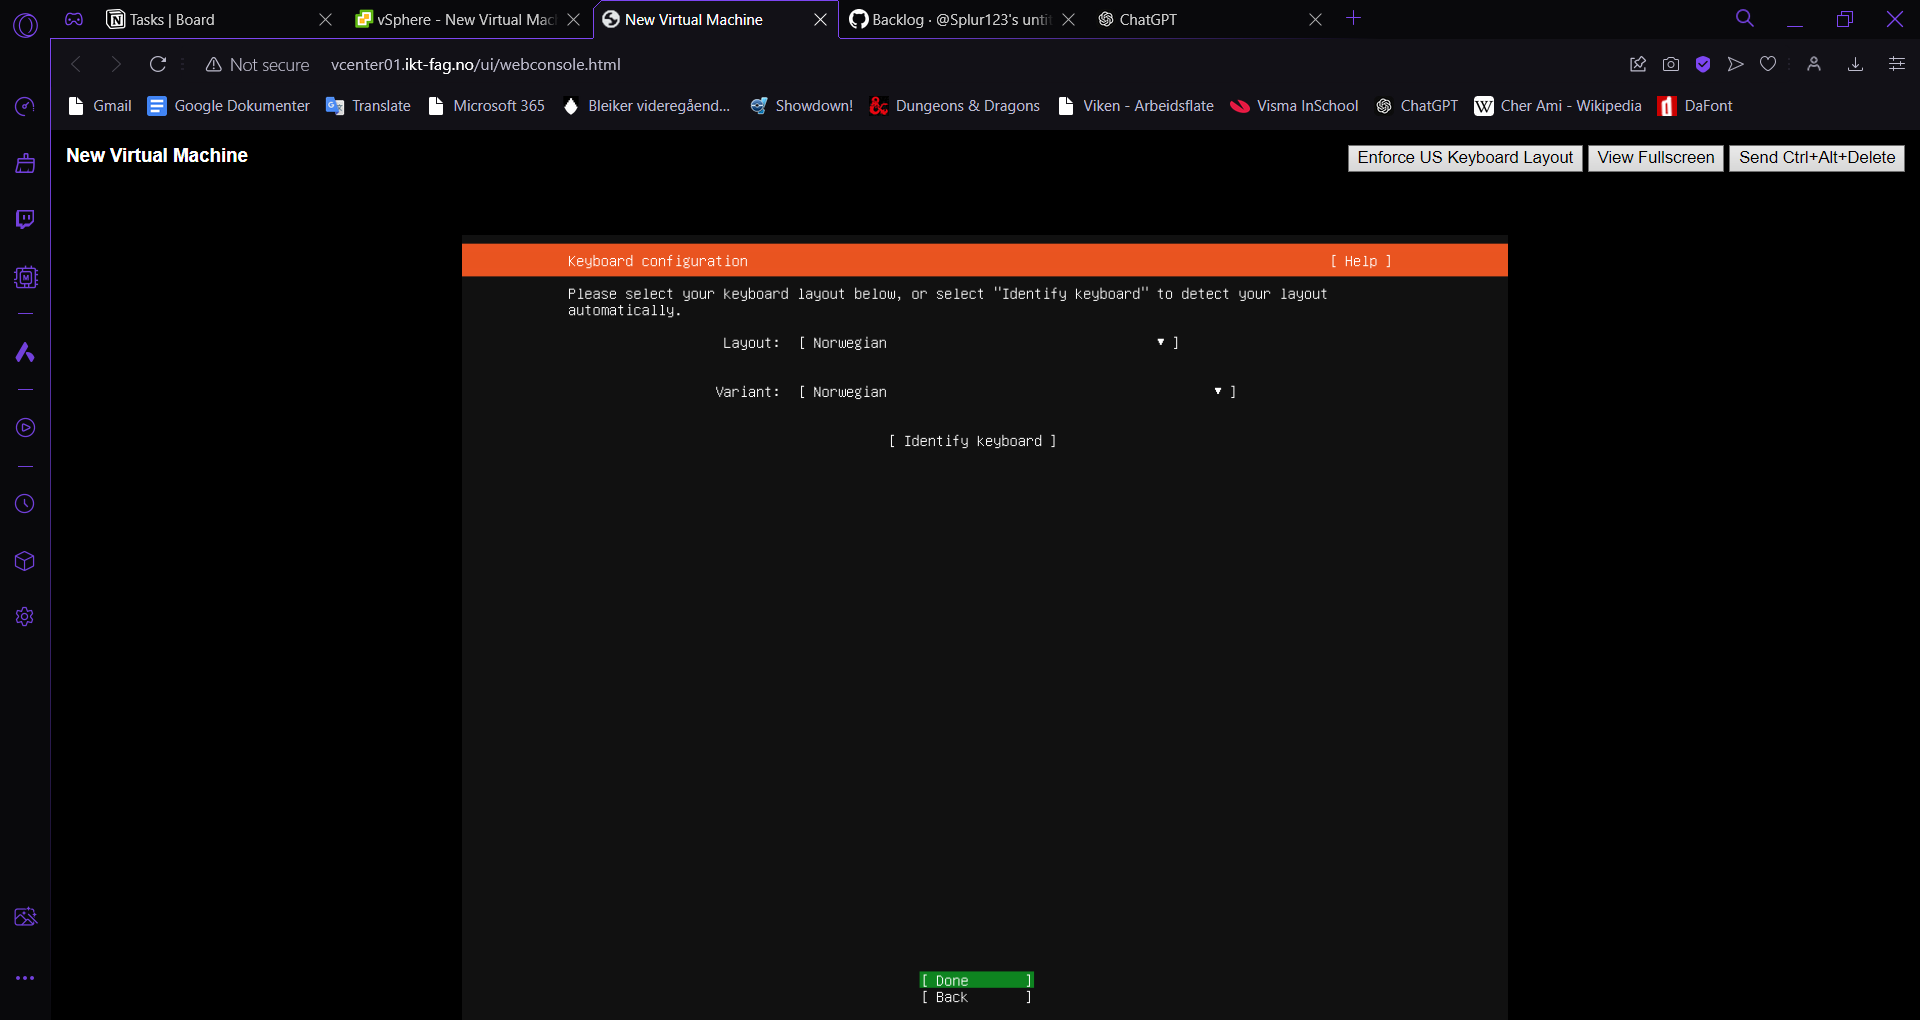 Tasks | Board
vSphere - New Virtual Mac
New Virtual Machine
Backlog · @Splur123's unti
ChatGPT
Not secure
vcenter01.ikt-fag.no/ui/webconsole.html
Gmail
Google Dokumenter
Translate
Microsoft 365
Bleiker videregåend...
Showdown!
Dungeons & Dragons
Viken - Arbeidsflate
Visma InSchool
ChatGPT
W
Cher Ami - Wikipedia
DaFont
New Virtual Machine
Enforce US Keyboard Layout
View Fullscreen
Send Ctrl+Alt+Delete
Keyboard configuration [ Help ]
Please select your keyboard layout below, or select "Identify keyboard" to detect your layout
automatically.
Layout: [ Norwegian ▾ ]
Variant: [ Norwegian ▾ ]
[ Identify keyboard ]
[ Done ]
[ Back ]